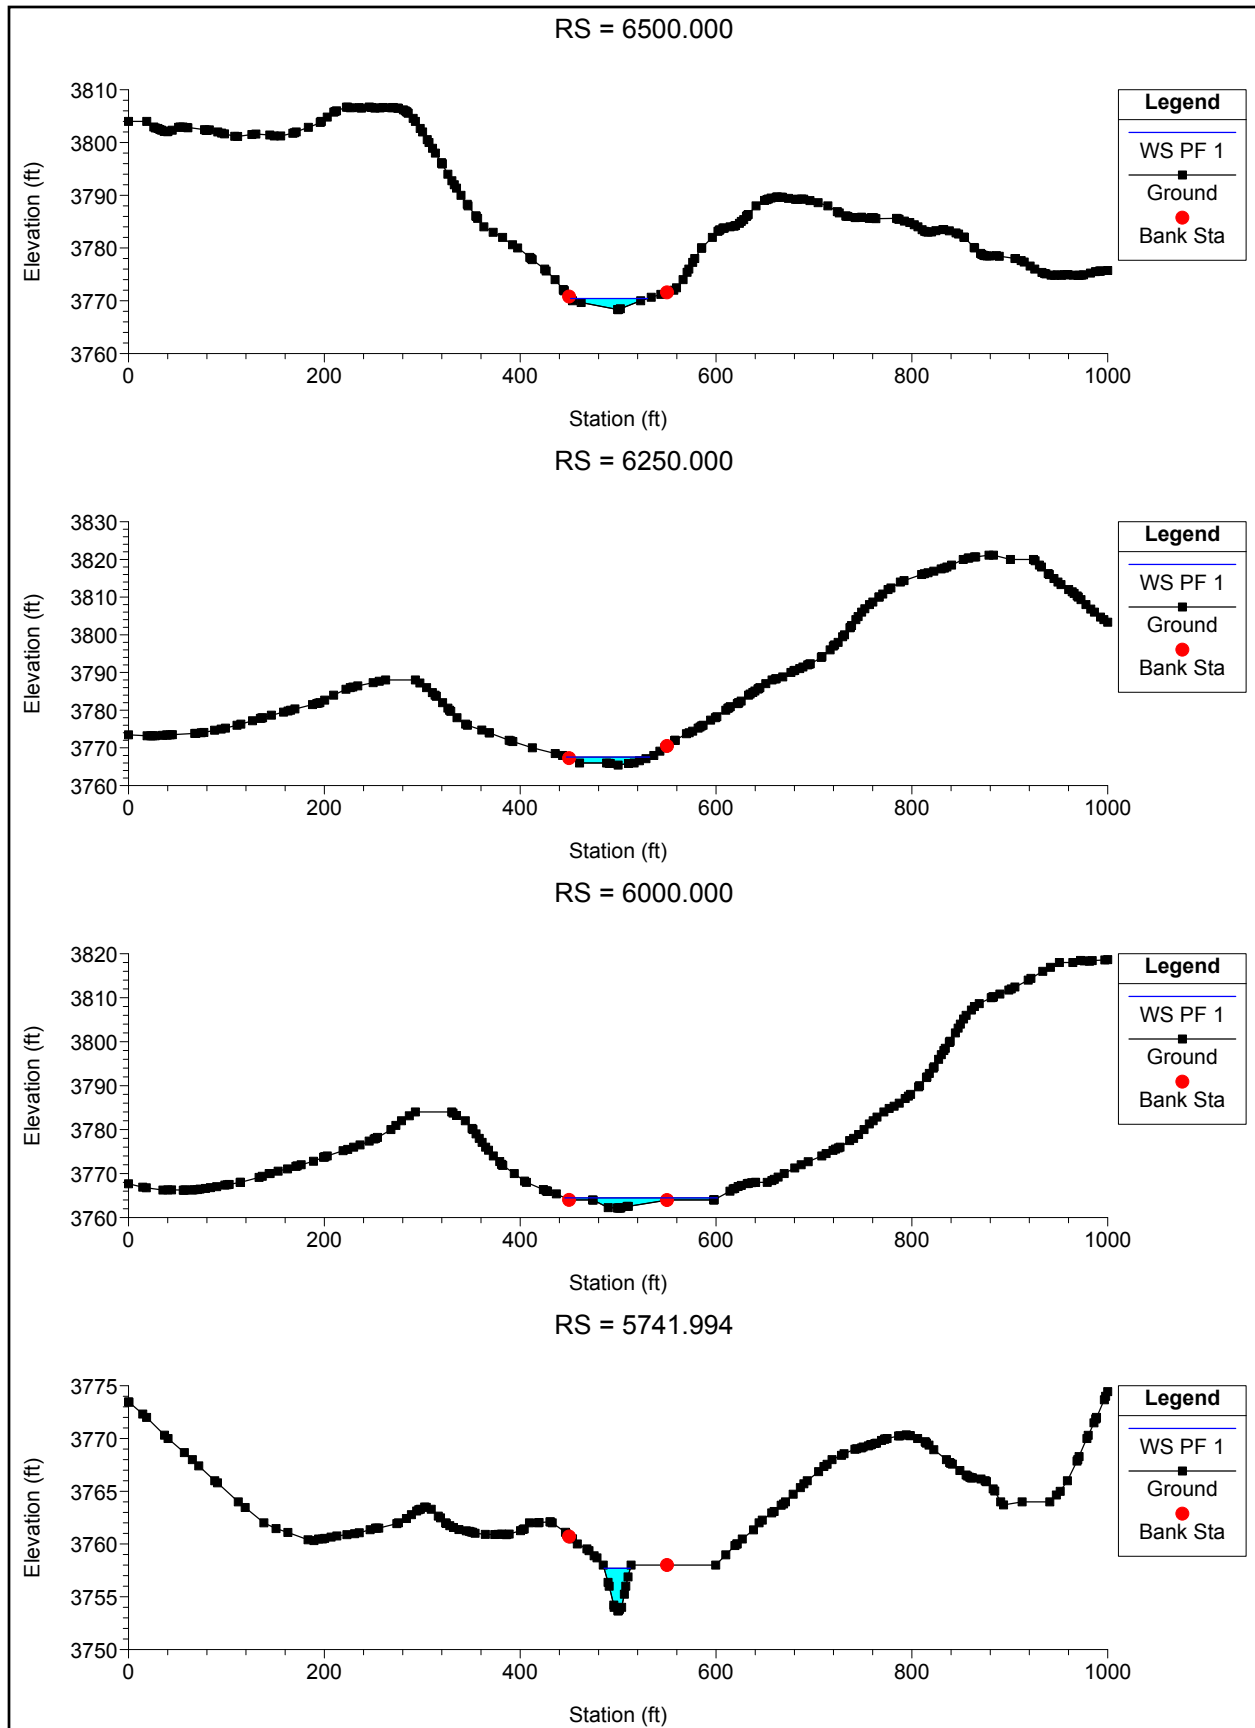 RS = 6500.000
3810
3800
3790
3780
3770
3760
Elevation (ft)
0 200 400 600 800 1000
Station (ft)
Legend
WS PF 1
Ground
Bank Sta
RS = 6250.000
3830
3820
3810
3800
3790
3780
3770
3760
Elevation (ft)
0 200 400 600 800 1000
Station (ft)
Legend
WS PF 1
Ground
Bank Sta
RS = 6000.000
3820
3810
3800
3790
3780
3770
3760
Elevation (ft)
0 200 400 600 800 1000
Station (ft)
Legend
WS PF 1
Ground
Bank Sta
RS = 5741.994
3775
3770
3765
3760
3755
3750
Elevation (ft)
0 200 400 600 800 1000
Station (ft)
Legend
WS PF 1
Ground
Bank Sta